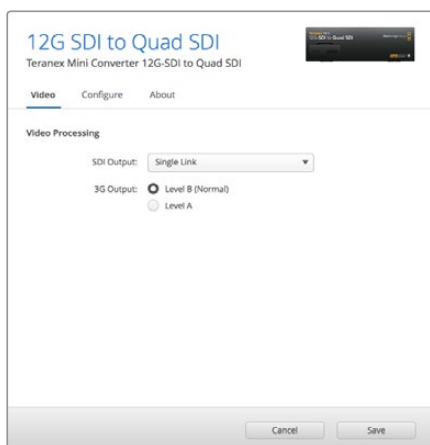 12G SDI to Quad SDI
Teranex Mini Converter 12G-SDI to Quad SDI
Video Configure About
Video Processing
SDI Output: Single Link
3G Output: Level B (Normal)
Level A
Cancel Save